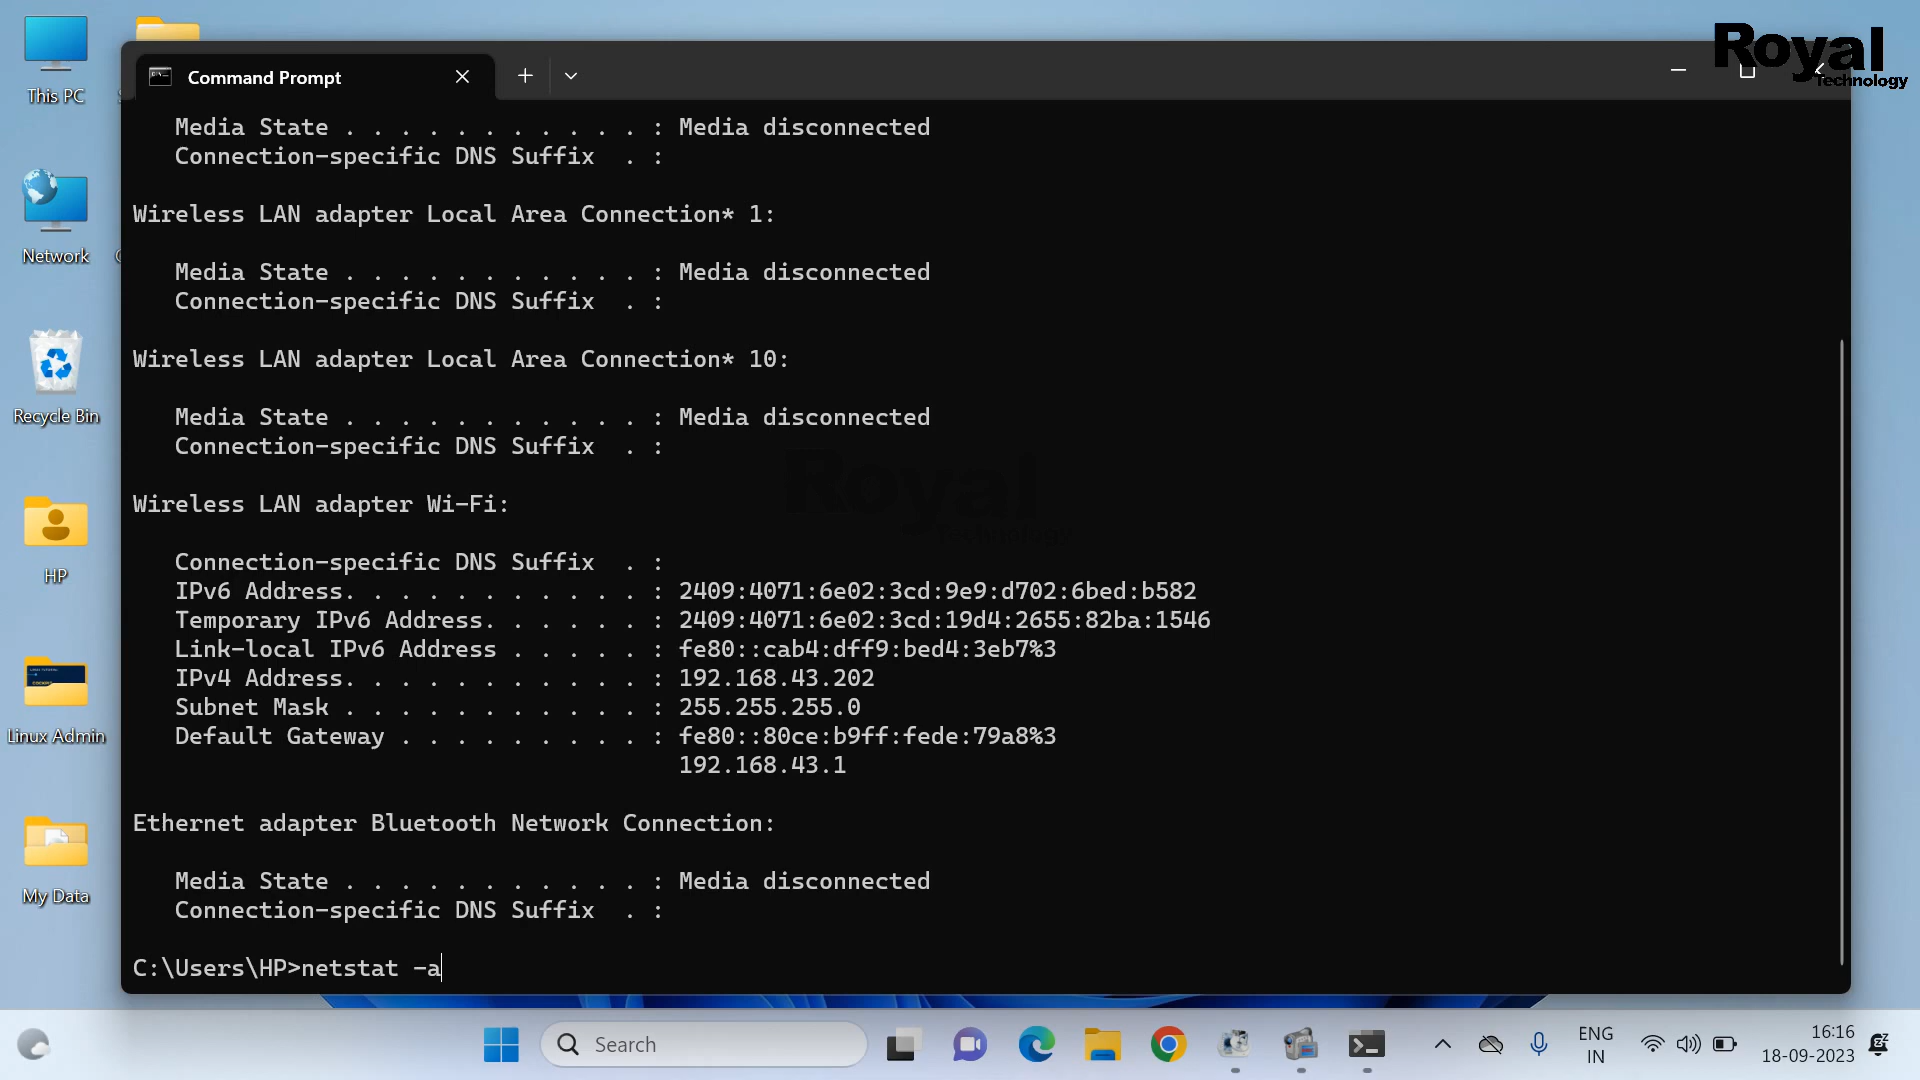 Royal
Technology
This PC
Command Prompt
Media State . . . . . . . . . . . : Media disconnected
Connection-specific DNS Suffix  . :
Wireless LAN adapter Local Area Connection* 1:
Network
Media State . . . . . . . . . . . : Media disconnected
Connection-specific DNS Suffix  . :
Wireless LAN adapter Local Area Connection* 10:
Recycle Bin
Media State . . . . . . . . . . . : Media disconnected
Connection-specific DNS Suffix  . :
Royal
Technology
Wireless LAN adapter Wi-Fi:
HP
Connection-specific DNS Suffix  . :
IPv6 Address. . . . . . . . . . . : 2409:4071:6e02:3cd:9e9:d702:6bed:b582
Temporary IPv6 Address. . . . . . : 2409:4071:6e02:3cd:19d4:2655:82ba:1546
Link-local IPv6 Address . . . . . : fe80::cab4:dff9:bed4:3eb7%3
IPv4 Address. . . . . . . . . . . : 192.168.43.202
Subnet Mask . . . . . . . . . . . : 255.255.255.0
Default Gateway . . . . . . . . . : fe80::80ce:b9ff:fede:79a8%3
192.168.43.1
Linux Admin
Ethernet adapter Bluetooth Network Connection:
Media State . . . . . . . . . . . : Media disconnected
Connection-specific DNS Suffix  . :
My Data
C:\Users\HP>netstat -a
Search
ENG
IN
16:16
18-09-2023